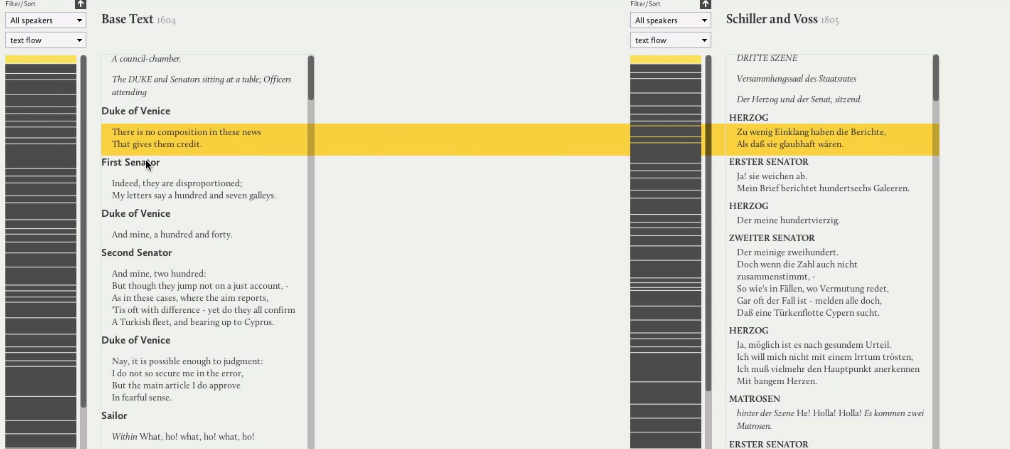 Filter/Sort
All speakers
text flow
Base Text 1604
A council-chamber.
The DUKE and Senators sitting at a table; Officers
attending
Duke of Venice
There is no composition in these news
That gives them credit.
First Senator
Indeed, they are disproportioned;
My letters say a hundred and seven galleys.
Duke of Venice
And mine, a hundred and forty.
Second Senator
And mine, two hundred:
But though they jump not on a just account, -
As in these cases, where the aim reports,
'Tis oft with difference - yet do they all confirm
A Turkish fleet, and bearing up to Cyprus.
Duke of Venice
Nay, it is possible enough to judgment:
I do not so secure me in the error,
But the main article I do approve
In fearful sense.
Sailor
Within What, ho! what, ho! what, ho!
Filter/Sort
All speakers
text flow
Schiller and Voss 1805
DRITTE SZENE
Versammlungssaal des Staatsrates
Der Herzog und der Senat, sitzend.
HERZOG
Zu wenig Einklang haben die Berichte,
Als daß sie glaubhaft wären.
ERSTER SENATOR
Ja! sie weichen ab.
Mein Brief berichtet hundertsechs Galeeren.
HERZOG
Der meine hundertvierzig.
ZWEITER SENATOR
Der meinige zweihundert.
Doch wenn die Zahl auch nicht
zusammenstimmt, -
So wie's in Fällen, wo Vermutung redet,
Gar oft der Fall ist - melden alle doch,
Daß eine Türkenflotte Cypern sucht.
HERZOG
Ja, möglich ist es nach gesundem Urteil.
Ich will mich nicht mit einem Irrtum trösten,
Ich muß vielmehr den Hauptpunkt anerkennen
Mit bangem Herzen.
MATROSEN
hinter der Szene He! Holla! Holla! Es kommen zwei
Matrosen.
ERSTER SENATOR